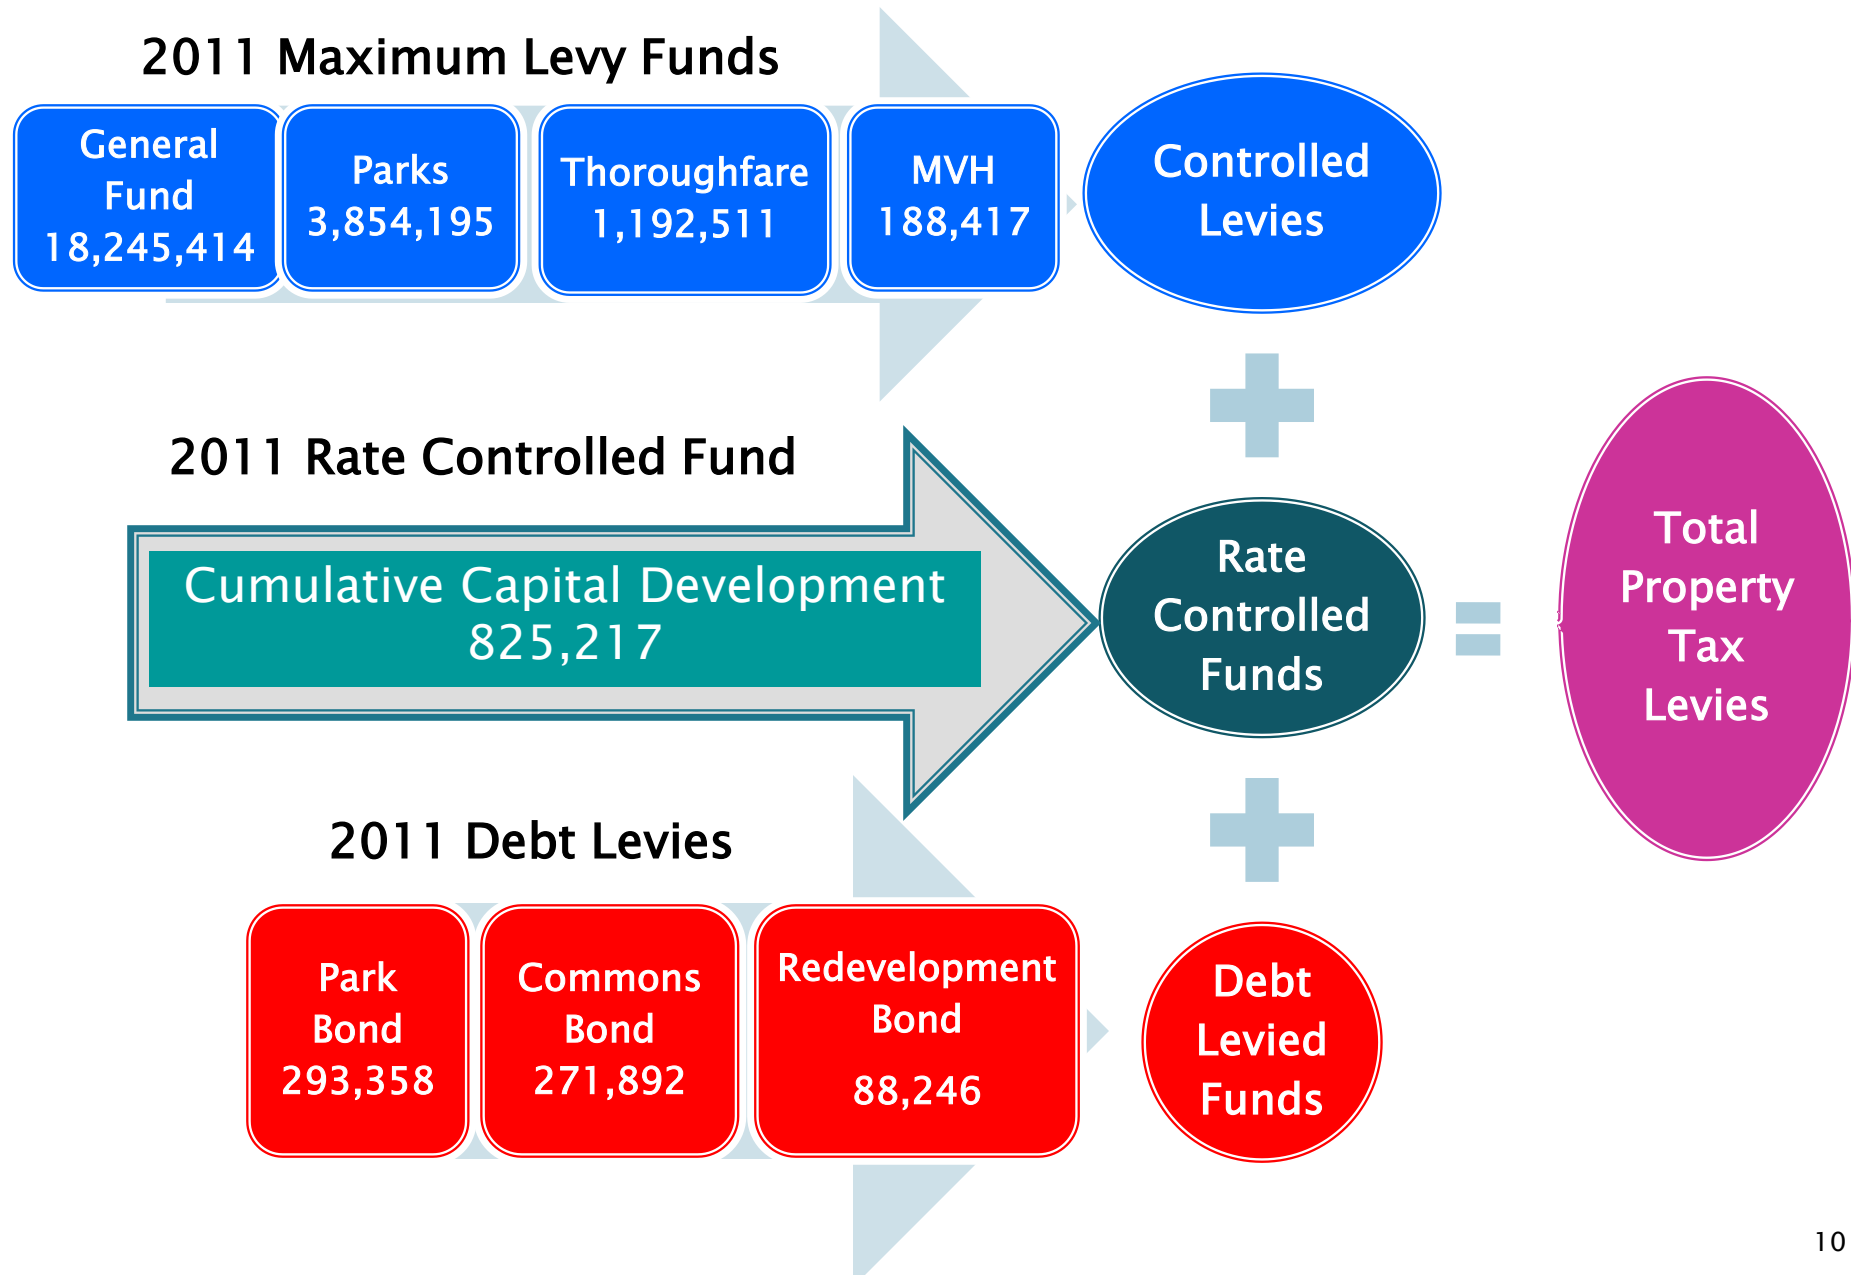 2011 Maximum Levy Funds
General
Fund
18,245,414
Parks
3,854,195
Thoroughfare
1,192,511
MVH
188,417
Controlled
Levies
2011 Rate Controlled Fund
Cumulative Capital Development
825,217
Rate
Controlled
Funds
Total
Property
Tax
Levies
2011 Debt Levies
Park
Bond
293,358
Commons
Bond
271,892
Redevelopment
Bond
88,246
Debt
Levied
Funds
10